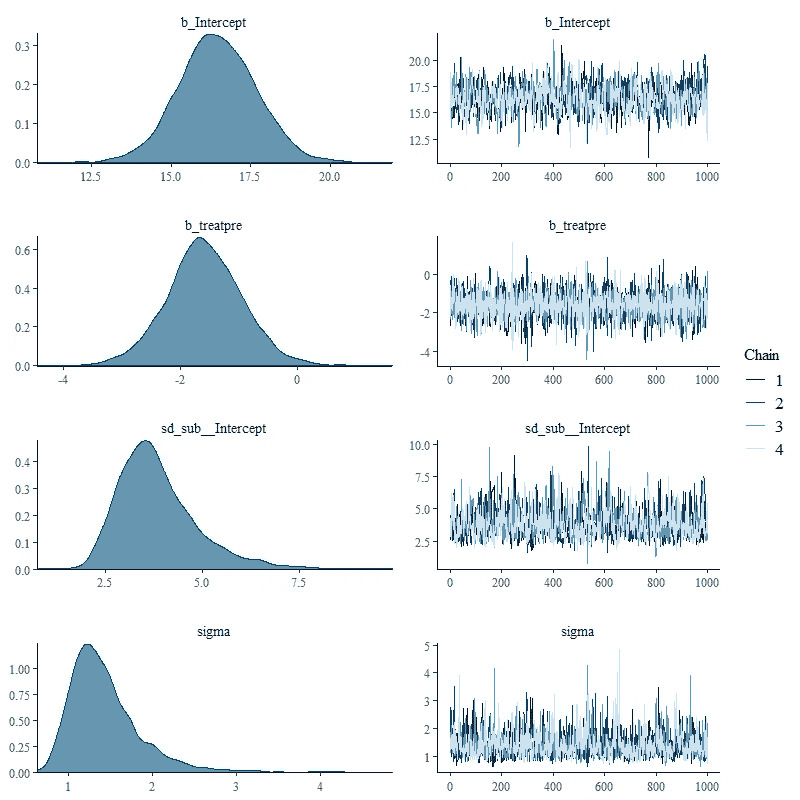 b_Intercept
0.3
0.2
0.1
0.0
12.5 15.0 17.5 20.0
b_Intercept
20.0
17.5
15.0
12.5
0 200 400 600 800 1000
b_treatpre
0.6
0.4
0.2
0.0
-4 -2 0
b_treatpre
0
-2
-4
0 200 400 600 800 1000
sd_sub__Intercept
0.4
0.3
0.2
0.1
0.0
2.5 5.0 7.5
sd_sub__Intercept
10.0
7.5
5.0
2.5
0 200 400 600 800 1000
sigma
1.00
0.75
0.50
0.25
0.00
1 2 3 4
sigma
5
4
3
2
1
0 200 400 600 800 1000
Chain
1
2
3
4